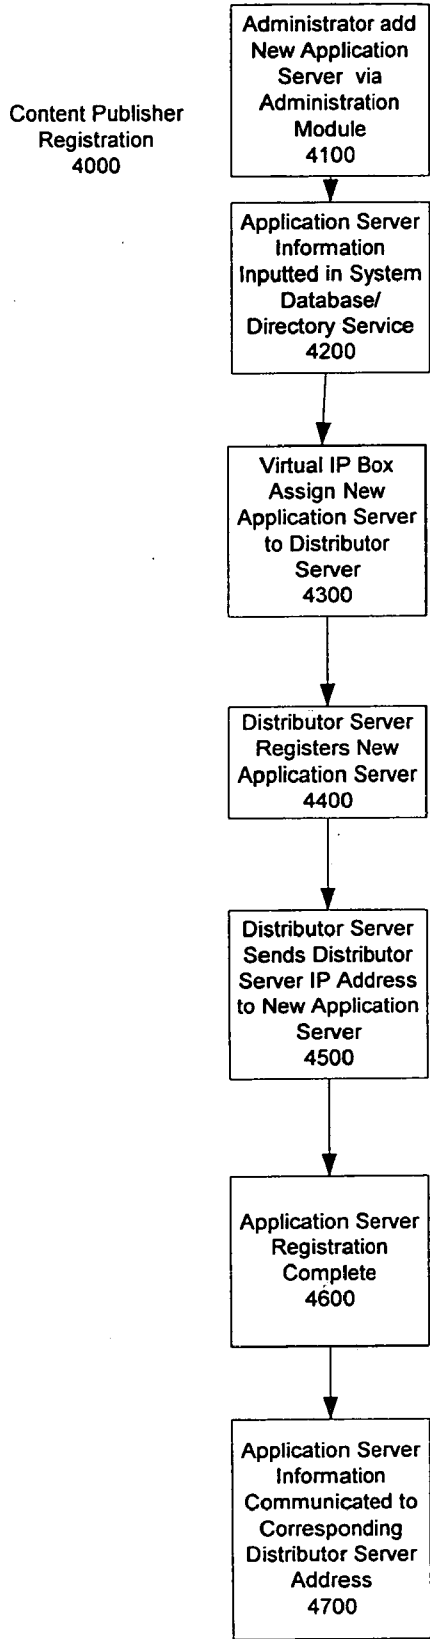 Administrator add
New Application
Server via
Administration
Module
4100
Content Publisher
Registration
4000
Application Server
Information
Inputted in System
Database/
Directory Service
4200
Virtual IP Box
Assign New
Application Server
to Distributor
Server
4300
Distributor Server
Registers New
Application Server
4400
Distributor Server
Sends Distributor
Server IP Address
to New Application
Server
4500
Application Server
Registration
Complete
4600
Application Server
Information
Communicated to
Corresponding
Distributor Server
Address
4700